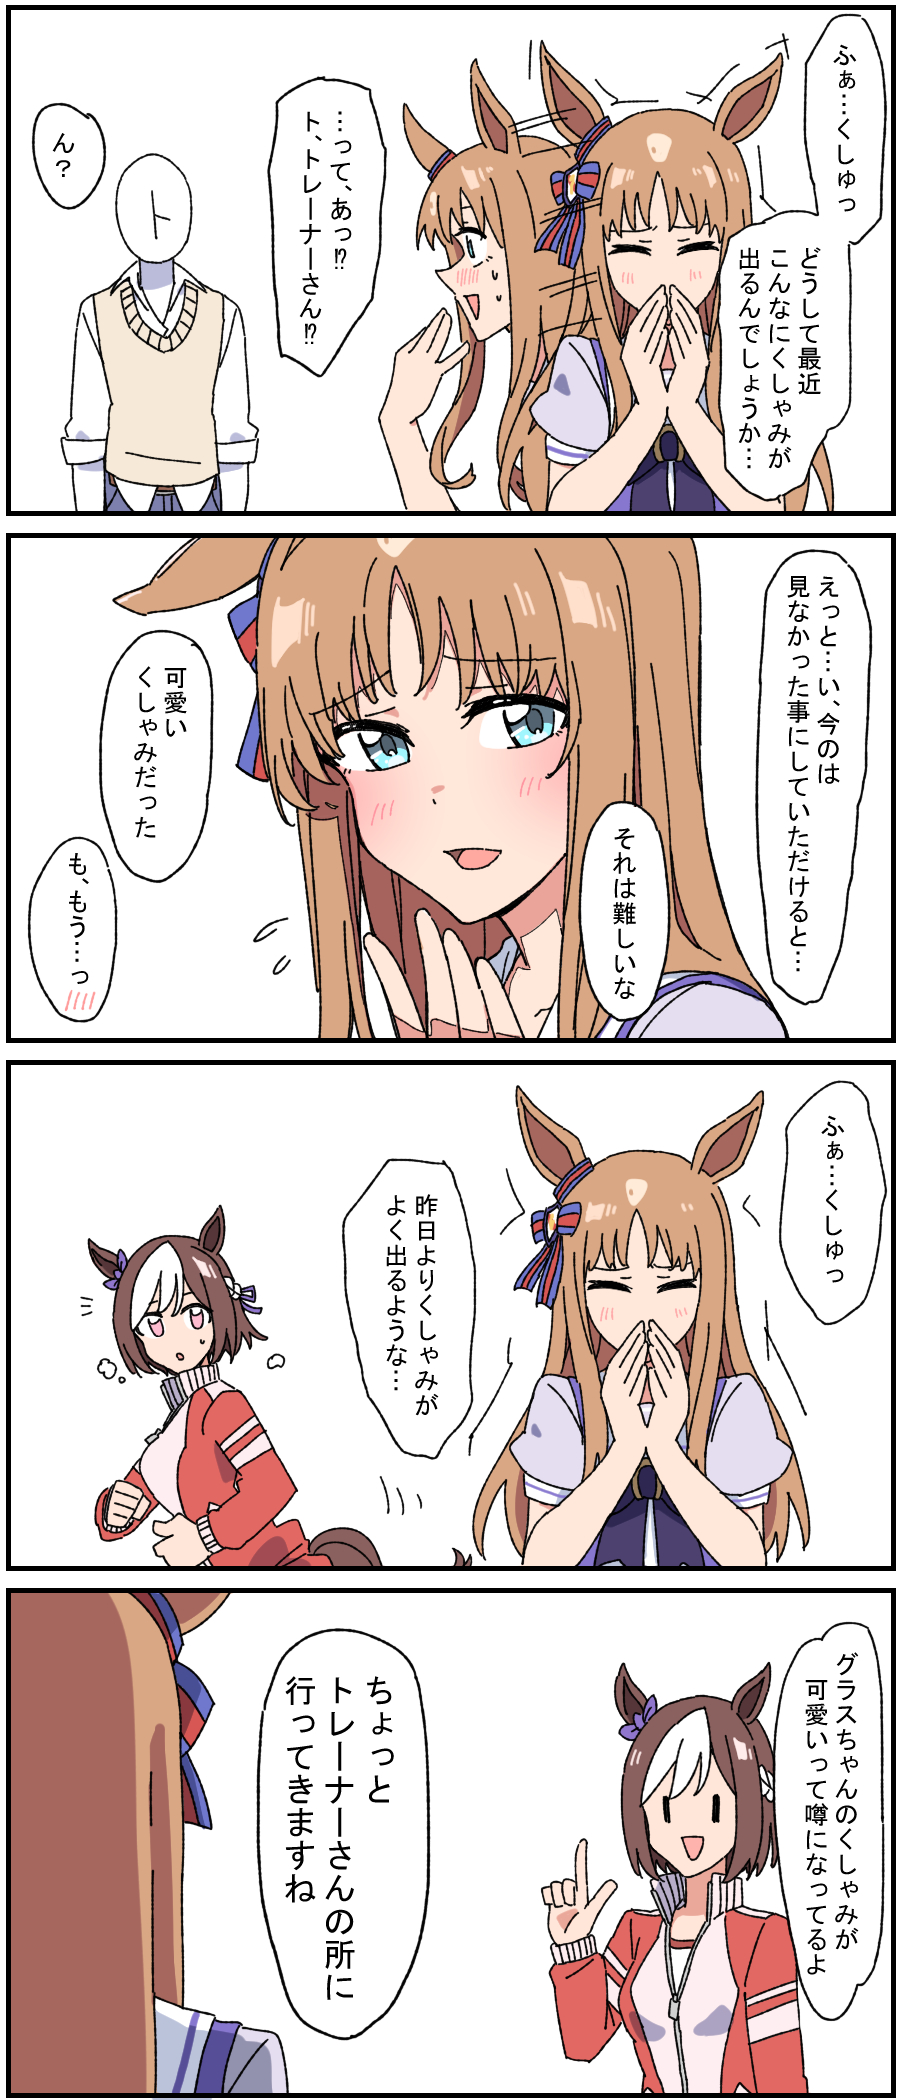 ふぁ…くしゅっ
どうして最近
こんなにくしゃみが
出るんでしょうか…
…って、あっ!?
ト、トレーナーさん!?
ん?
ト
えっと…い、今のは
見なかった事にしていただけると…
それは難しいな
可愛い
くしゃみだった
も、もう…っ
ふぁ…くしゅっ
昨日よりくしゃみが
よく出るような…
グラスちゃんのくしゃみが
可愛いって噂になってるよ
ちょっと
トレーナーさんの所に
行ってきますね